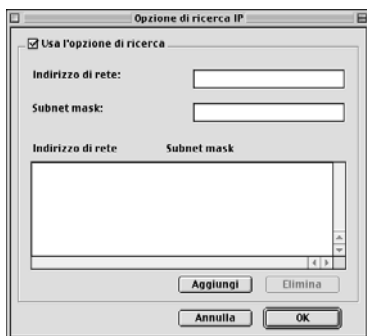 Opzione di ricerca IP
Usa l'opzione di ricerca
Indirizzo di rete:
Subnet mask:
Indirizzo di rete Subnet mask
Aggiungi Elimina
Annulla OK